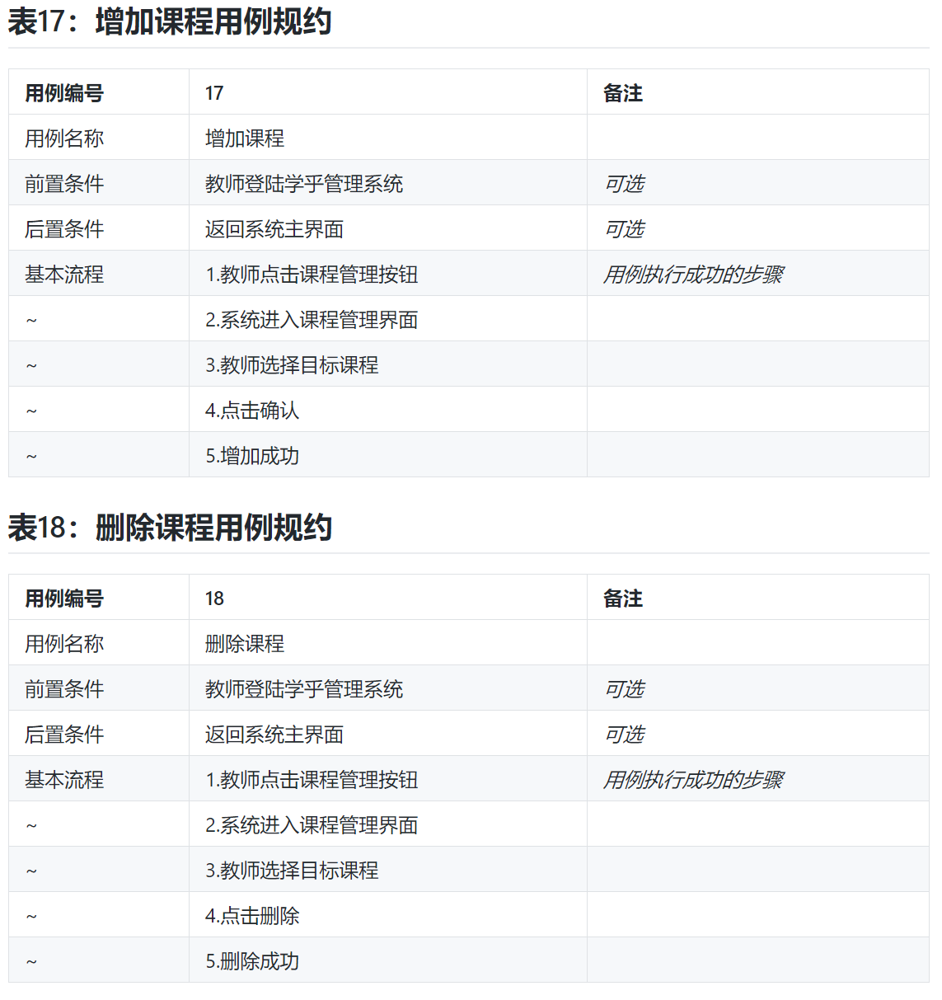 表17：增加课程用例规约
用例编号 17 备注
用例名称 增加课程
前置条件 教师登陆学乎管理系统 可选
后置条件 返回系统主界面 可选
基本流程 1.教师点击课程管理按钮 用例执行成功的步骤
~ 2.系统进入课程管理界面
~ 3.教师选择目标课程
~ 4.点击确认
~ 5.增加成功
表18：删除课程用例规约
用例编号 18 备注
用例名称 删除课程
前置条件 教师登陆学乎管理系统 可选
后置条件 返回系统主界面 可选
基本流程 1.教师点击课程管理按钮 用例执行成功的步骤
~ 2.系统进入课程管理界面
~ 3.教师选择目标课程
~ 4.点击删除
~ 5.删除成功